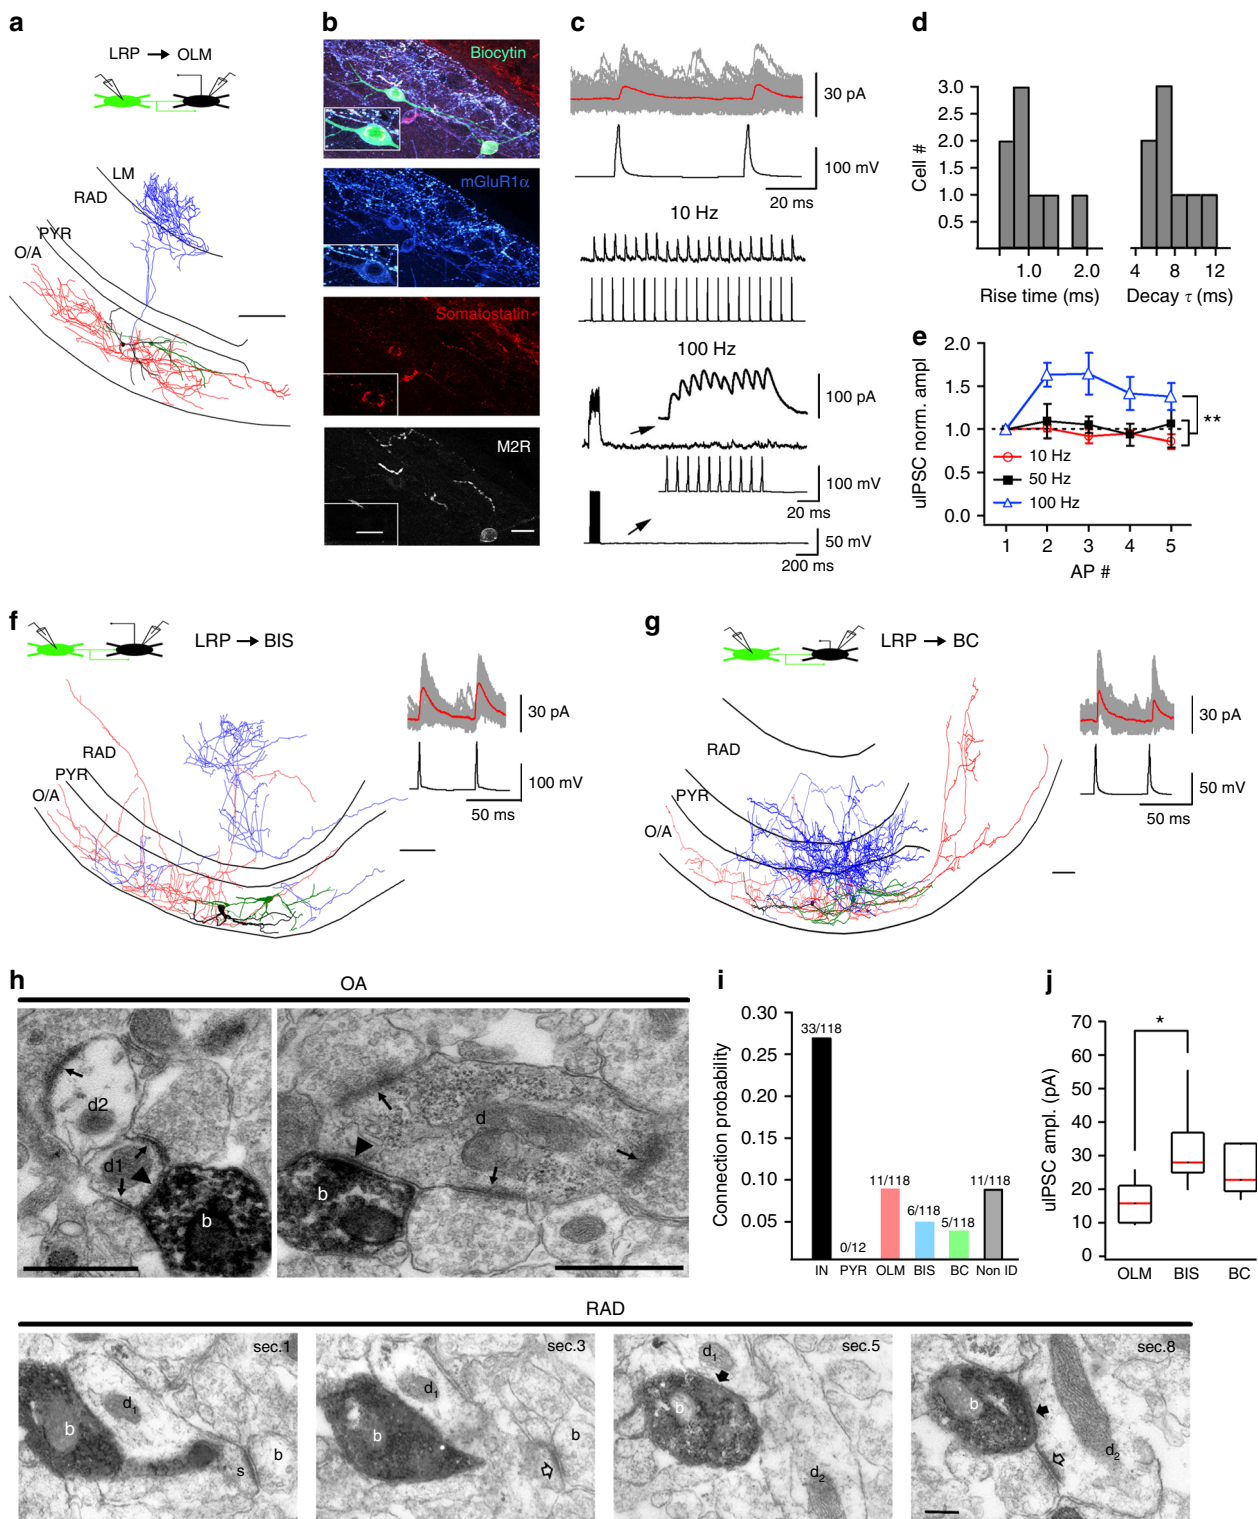 a
LRP → OLM
LM
RAD
PYR
O/A
b
Biocytin
mGluR1α
Somatostatin
M2R
c
30 pA
100 mV
20 ms
10 Hz
100 Hz
100 pA
100 mV
20 ms
50 mV
200 ms
d
Cell #
3.0
2.0
1.0
0.5
1.0 2.0
Rise time (ms)
4 8 12
Decay τ (ms)
e
uIPSC norm. ampl
2.0
1.5
1.0
0.5
0.0
**
10 Hz
50 Hz
100 Hz
1 2 3 4 5
AP #
f
LRP → BIS
RAD
PYR
O/A
30 pA
100 mV
50 ms
g
LRP → BC
RAD
PYR
O/A
30 pA
50 mV
50 ms
h
OA
d2
d1
b
d
b
RAD
sec.1
b
d1
s
b
sec.3
b
d1
b
sec.5
d1
b
d2
sec.8
b
d2
i
Connection probability
0.30
0.25
0.20
0.15
0.10
0.05
33/118
0/12
11/118
6/118
5/118
11/118
IN PYR OLM BIS BC Non ID
j
uIPSC ampl. (pA)
70
60
50
40
30
20
10
0
*
OLM BIS BC